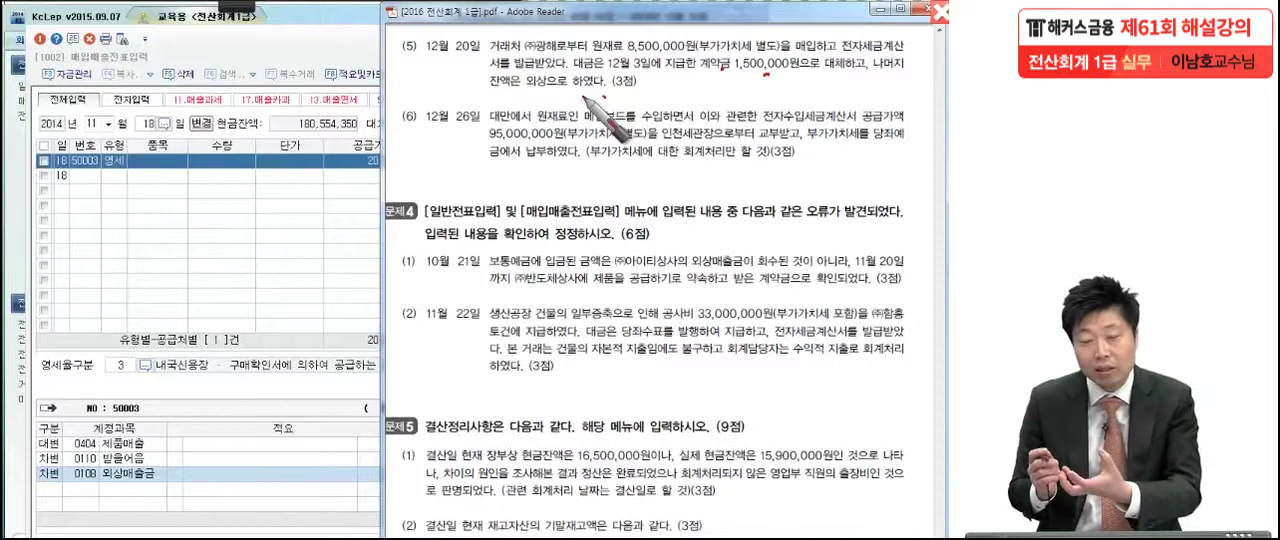 KcLep v2015.09.07
교육용 <전산회계1급>
[2016 전산회계 1급].pdf - Adobe Reader
[1002] 매입매출전표입력
F3 자금관리 F4 복사... F5 삭제 F6 검색... F7 복수거래 F8 적요및카드
전체입력 전자입력 11.매출과세 17.매출카과 13.매출면세
2014 년 11 월 18 일 변경 현금잔액: 180,554,350
일 번호 유형 품목 수량 단가 공급가
18 50003 영세 20
18
유형별-공급처별 [ 1 ]건 20
영세율구분 3 내국신용장 · 구매확인서에 의하여 공급하는
NO : 50003 (
구분 계정과목 적요
대변 0404 제품매출
차변 0110 받을어음
차변 0108 외상매출금
(5) 12월 20일 거래처 ㈜광해로부터 원재료 8,500,000원(부가가치세 별도)을 매입하고 전자세금계산
서를 발급받았다. 대금은 12월 3일에 지급한 계약금 1,500,000원으로 대체하고, 나머지
잔액은 외상으로 하였다. (3점)
(6) 12월 26일 대만에서 원재료인 를 수입하면서 이와 관련한 전자수입세금계산서 공급가액
95,000,000원(부가가치세 별도)을 인천세관장으로부터 교부받고, 부가가치세를 당좌예
금에서 납부하였다. (부가가치세에 대한 회계처리만 할 것)(3점)
문제4 [일반전표입력] 및 [매입매출전표입력] 메뉴에 입력된 내용 중 다음과 같은 오류가 발견되었다.
입력된 내용을 확인하여 정정하시오. (6점)
(1) 10월 21일 보통예금에 입금된 금액은 ㈜아이티상사의 외상매출금이 회수된 것이 아니라, 11월 20일
까지 ㈜반도체상사에 제품을 공급하기로 약속하고 받은 계약금으로 확인되었다. (3점)
(2) 11월 22일 생산공장 건물의 일부증축으로 인해 공사비 33,000,000원(부가가치세 포함)을 ㈜함흥
토건에 지급하였다. 대금은 당좌수표를 발행하여 지급하고, 전자세금계산서를 발급받았
다. 본 거래는 건물의 자본적 지출임에도 불구하고 회계담당자는 수익적 지출로 회계처리
하였다. (3점)
문제5 결산정리사항은 다음과 같다. 해당 메뉴에 입력하시오. (9점)
(1) 결산일 현재 장부상 현금잔액은 16,500,000원이나, 실제 현금잔액은 15,900,000원인 것으로 나타
나, 차이의 원인을 조사해본 결과 정산은 완료되었으나 회계처리되지 않은 영업부 직원의 출장비인 것으
로 판명되었다. (관련 회계처리 날짜는 결산일로 할 것)(3점)
(2) 결산일 현재 재고자산의 기말재고액은 다음과 같다. (3점)
해커스금융 제61회 해설강의
전산회계 1급 실무 이남호교수님